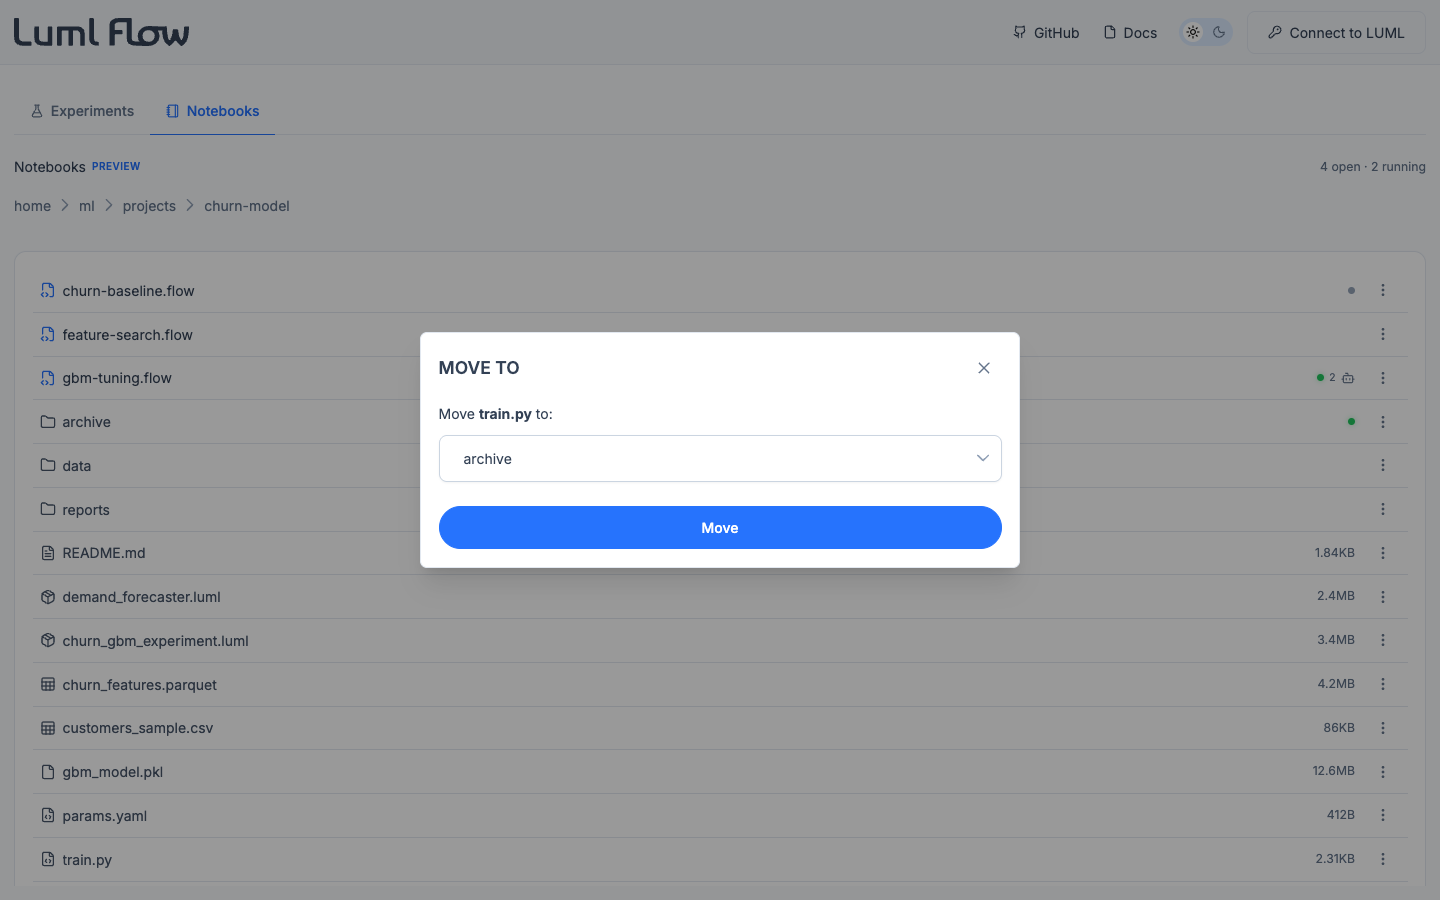 Luml Flow
GitHub
Docs
Connect to LUML
Experiments
Notebooks
Notebooks PREVIEW
4 open · 2 running
home > ml > projects > churn-model
churn-baseline.flow
feature-search.flow
gbm-tuning.flow 2
archive
data
reports
README.md 1.84KB
demand_forecaster.luml 2.4MB
churn_gbm_experiment.luml 3.4MB
churn_features.parquet 4.2MB
customers_sample.csv 86KB
gbm_model.pkl 12.6MB
params.yaml 412B
train.py 2.31KB
MOVE TO
Move train.py to:
archive
Move